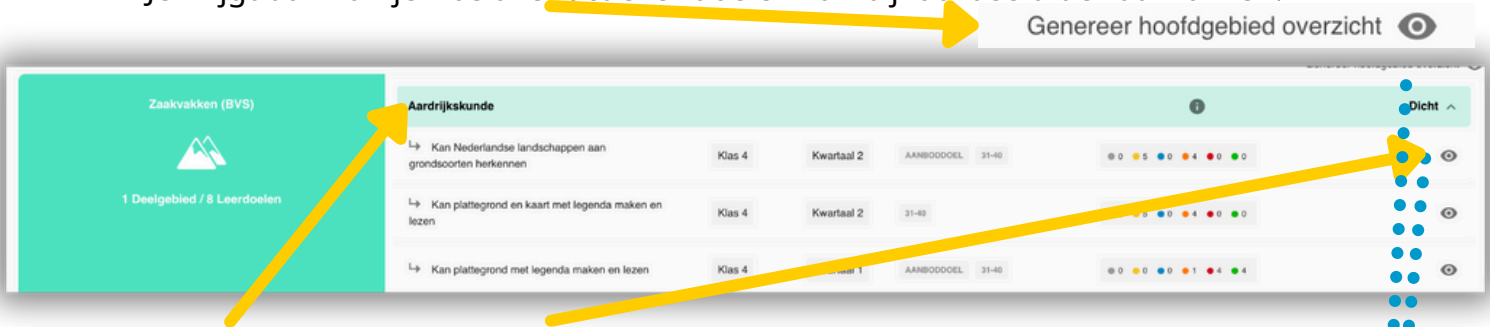 Genereer hoofdgebied overzicht
Zaakvakken (BVS)
1 Deelgebied / 8 Leerdoelen
Aardrijkskunde
Dicht
↳ Kan Nederlandse landschappen aan
grondsoorten herkennen
Klas 4
Kwartaal 2
AANBODDOEL
31-40
0 5 0 4 0 0
↳ Kan plattegrond en kaart met legenda maken en
lezen
Klas 4
Kwartaal 2
31-40
5 0 4 0 0
↳ Kan plattegrond met legenda maken en lezen
Klas 4
1
AANBODDOEL
31-40
0 0 0 1 4 4